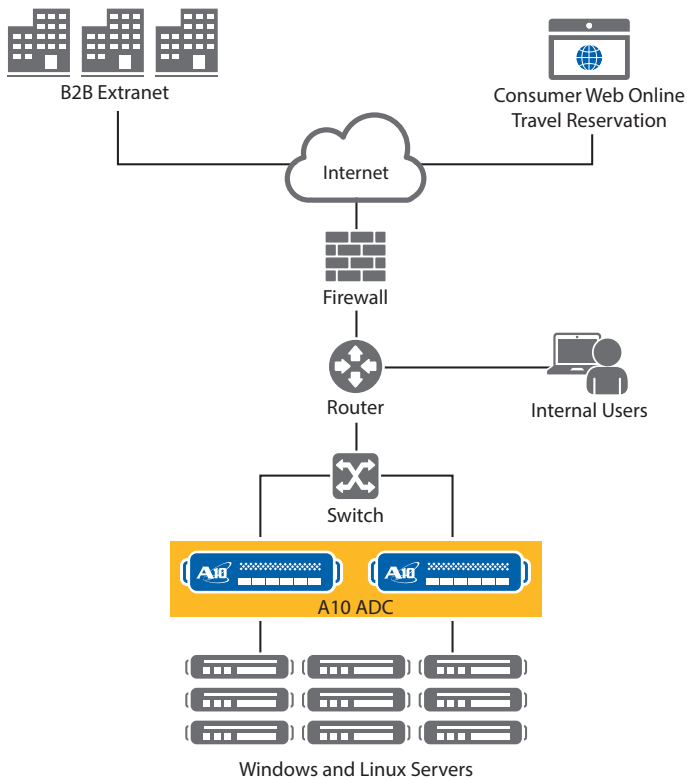 B2B Extranet
Consumer Web Online
Travel Reservation
Internet
Firewall
Router
Internal Users
Switch
A10
A10
A10 ADC
Windows and Linux Servers